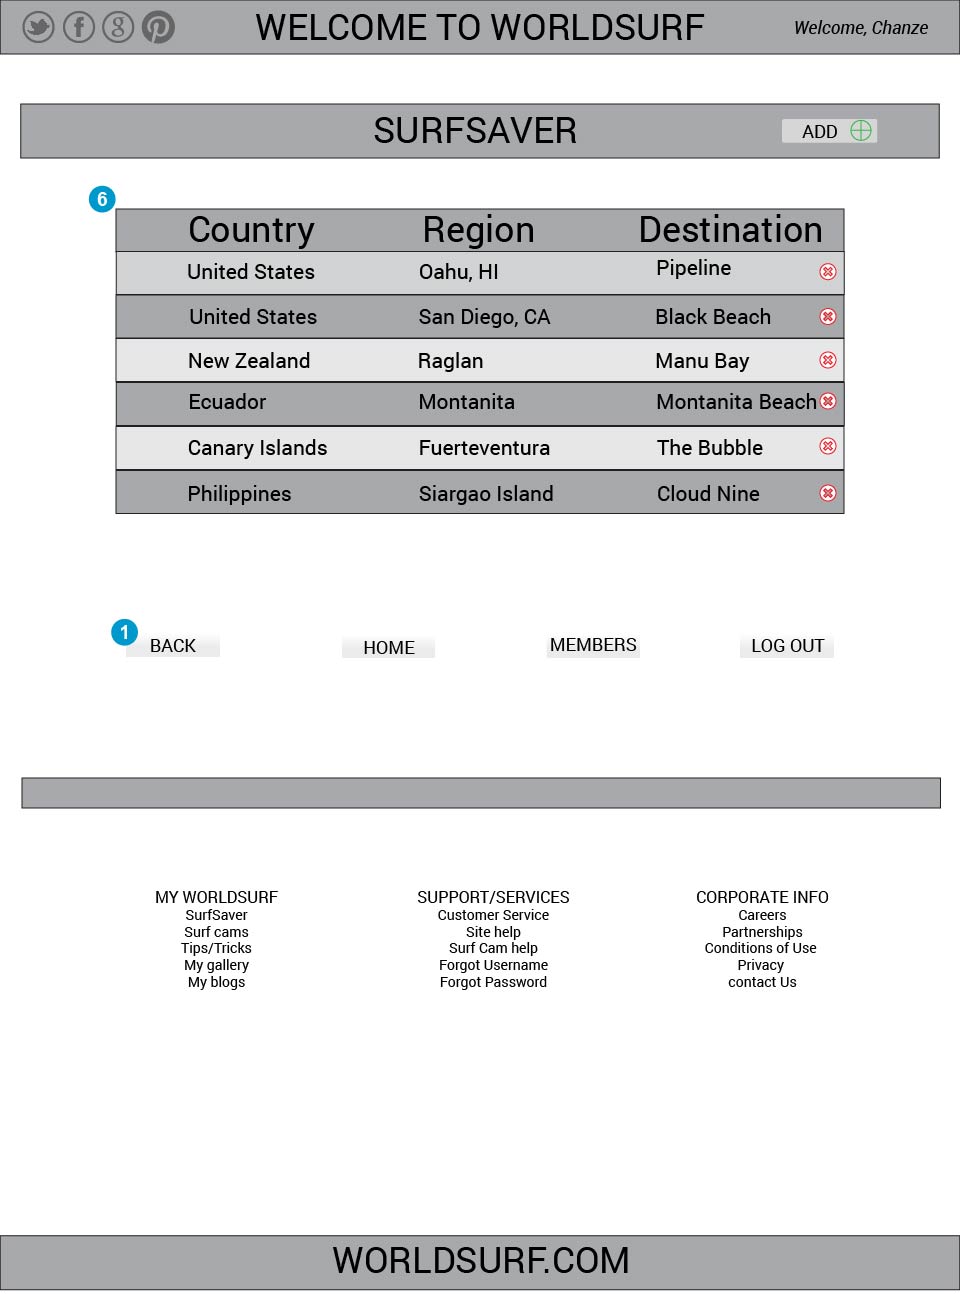 WELCOME TO WORLDSURF Welcome, Chanze
SURFSAVER ADD
6
Country Region Destination
United States Oahu, HI Pipeline
United States San Diego, CA Black Beach
New Zealand Raglan Manu Bay
Ecuador Montanita Montanita Beach
Canary Islands Fuerteventura The Bubble
Philippines Siargao Island Cloud Nine
1
BACK HOME MEMBERS LOG OUT
MY WORLDSURF
SurfSaver
Surf cams
Tips/Tricks
My gallery
My blogs
SUPPORT/SERVICES
Customer Service
Site help
Surf Cam help
Forgot Username
Forgot Password
CORPORATE INFO
Careers
Partnerships
Conditions of Use
Privacy
contact Us
WORLDSURF.COM